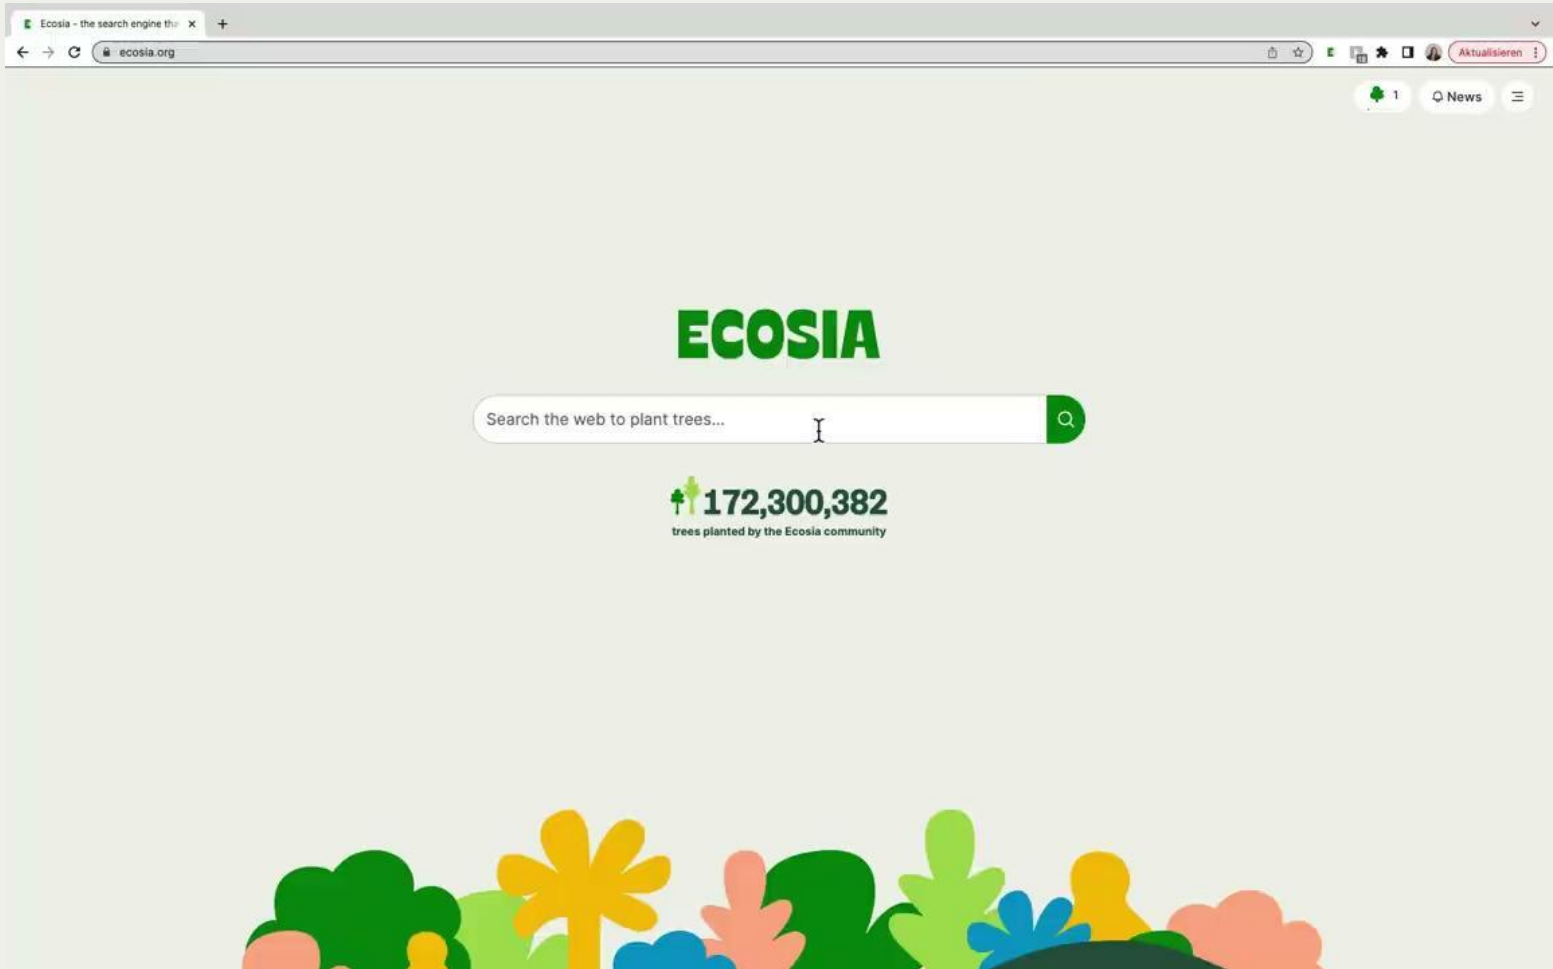 Ecosia - the search engine tha
ecosia.org
Aktualisieren
1
News
ECOSIA
Search the web to plant trees...
172,300,382
trees planted by the Ecosia community